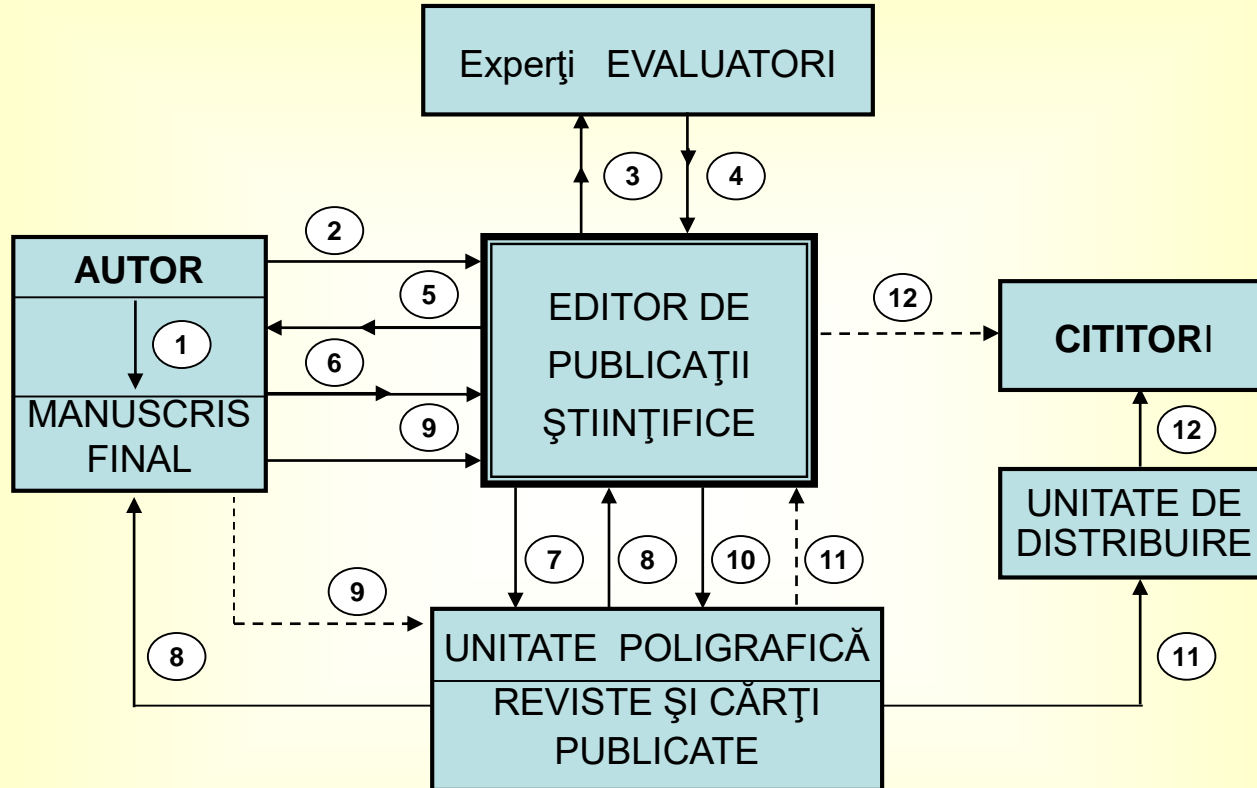 Experţi EVALUATORI
3
4
2
AUTOR
5
12
EDITOR DE
PUBLICAŢII
ŞTIINŢIFICE
CITITORI
1
6
MANUSCRIS
FINAL
9
12
UNITATE DE
DISTRIBUIRE
7
8
10
11
9
UNITATE POLIGRAFICĂ
8
11
REVISTE ŞI CĂRŢI
PUBLICATE